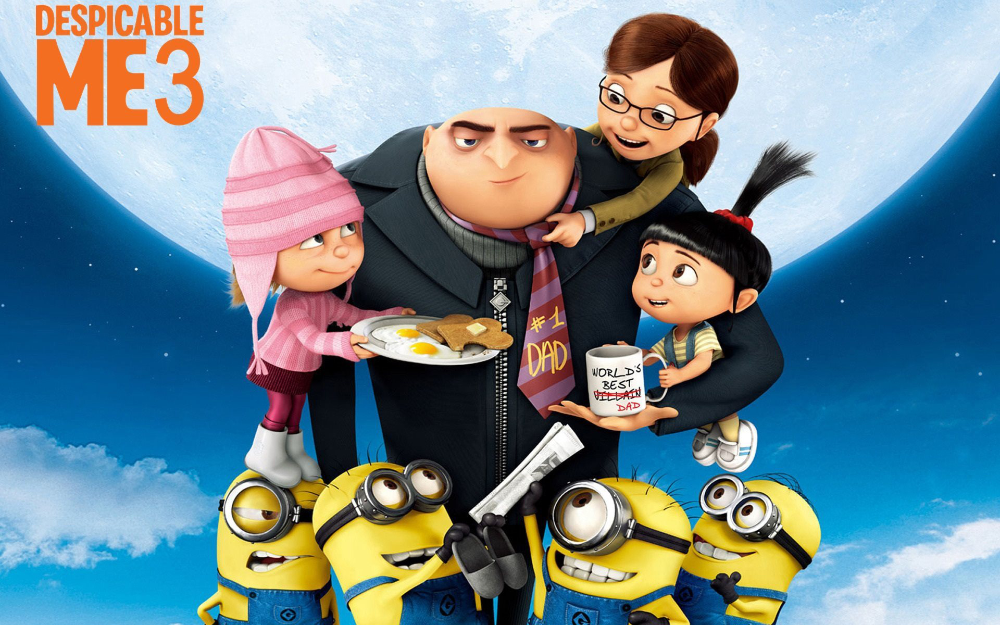 DESPICABLE
ME3
#1
DAD
WORLD'S
BEST
VILLAIN
DAD